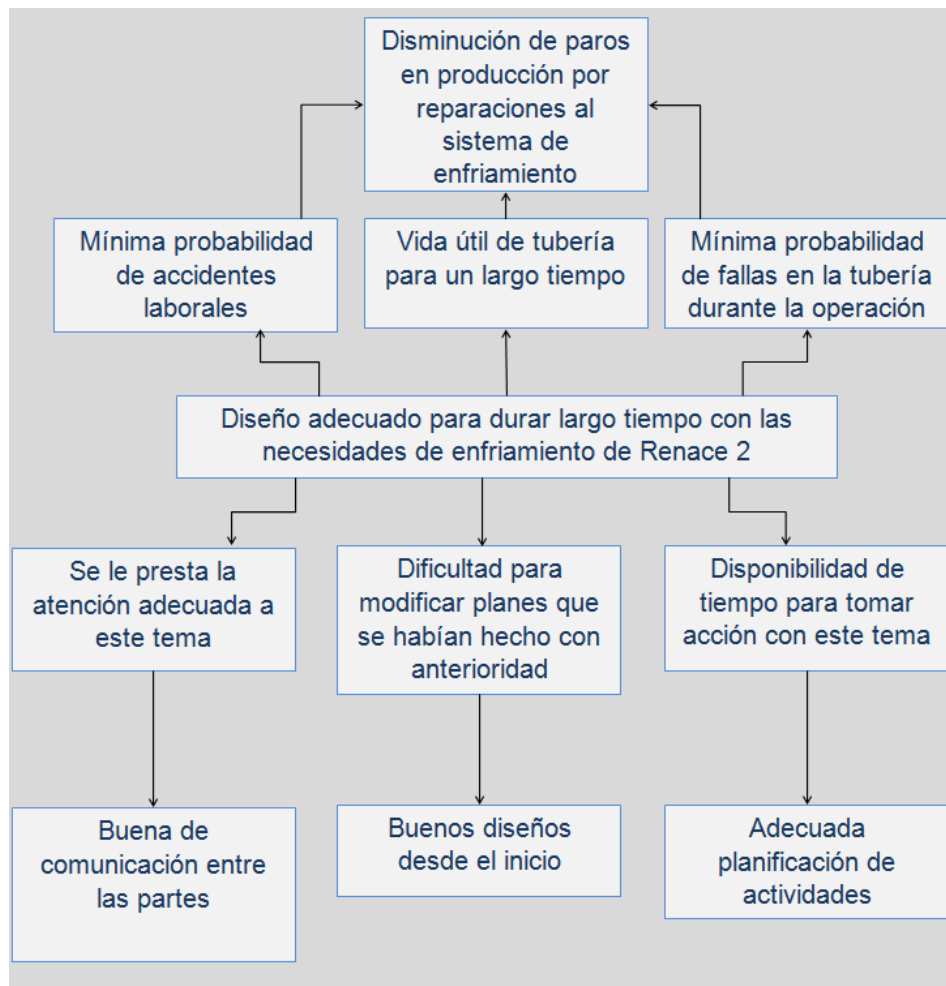 Disminución de paros
en producción por
reparaciones al
sistema de
enfriamiento
Mínima probabilidad
de accidentes
laborales
Vida útil de tubería
para un largo tiempo
Mínima probabilidad
de fallas en la tubería
durante la operación
Diseño adecuado para durar largo tiempo con las
necesidades de enfriamiento de Renace 2
Se le presta la
atención adecuada a
este tema
Dificultad para
modificar planes que
se habían hecho con
anterioridad
Disponibilidad de
tiempo para tomar
acción con este tema
Buena de
comunicación entre
las partes
Buenos diseños
desde el inicio
Adecuada
planificación de
actividades